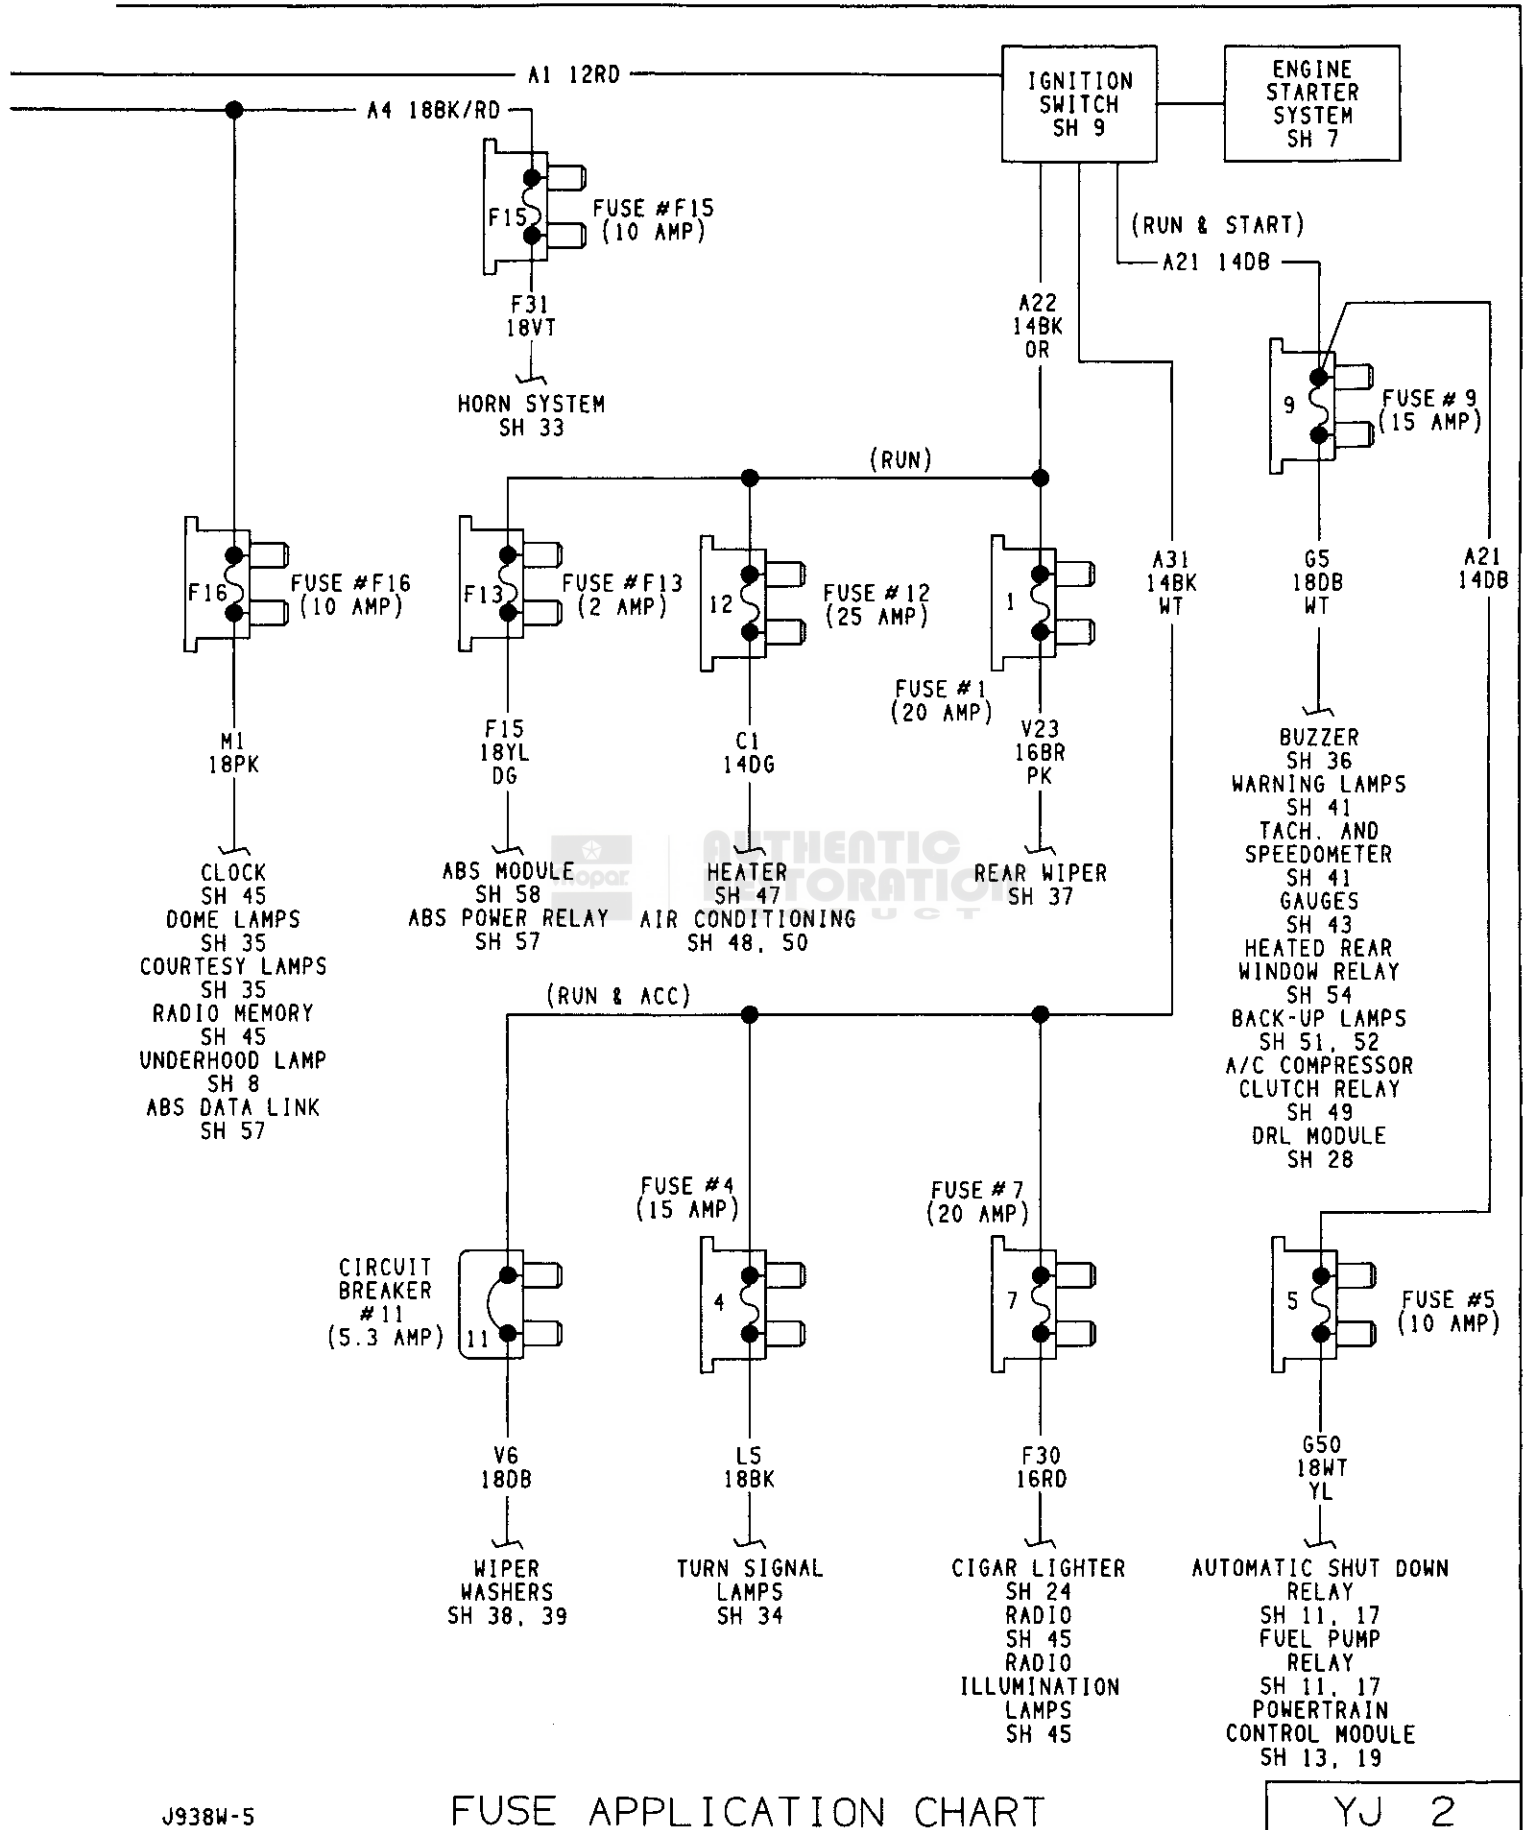 A1 12RD
IGNITION
SWITCH
SH 9
ENGINE
STARTER
SYSTEM
SH 7
A4 18BK/RD
F15
FUSE #F15
(10 AMP)
F31
18VT
HORN SYSTEM
SH 33
(RUN & START)
A21 14DB
A22
14BK
OR
9
FUSE # 9
(15 AMP)
(RUN)
F16
FUSE #F16
(10 AMP)
F13
FUSE #F13
(2 AMP)
12
FUSE #12
(25 AMP)
1
FUSE #1
(20 AMP)
A31
14BK
WT
G5
18DB
WT
A21
14DB
M1
18PK
F15
18YL
DG
C1
14DG
V23
16BR
PK
CLOCK
SH 45
DOME LAMPS
SH 35
COURTESY LAMPS
SH 35
RADIO MEMORY
SH 45
UNDERHOOD LAMP
SH 8
ABS DATA LINK
SH 57
ABS MODULE
SH 58
ABS POWER RELAY
SH 57
HEATER
SH 47
AIR CONDITIONING
SH 48, 50
REAR WIPER
SH 37
mopar
AUTHENTIC
RESTORATION
PRODUCT
BUZZER
SH 36
WARNING LAMPS
SH 41
TACH. AND
SPEEDOMETER
SH 41
GAUGES
SH 43
HEATED REAR
WINDOW RELAY
SH 54
BACK-UP LAMPS
SH 51, 52
A/C COMPRESSOR
CLUTCH RELAY
SH 49
DRL MODULE
SH 28
(RUN & ACC)
CIRCUIT
BREAKER
#11
(5.3 AMP)
11
FUSE #4
(15 AMP)
4
FUSE #7
(20 AMP)
7
5
FUSE #5
(10 AMP)
V6
18DB
L5
18BK
F30
16RD
G50
18WT
YL
WIPER
WASHERS
SH 38, 39
TURN SIGNAL
LAMPS
SH 34
CIGAR LIGHTER
SH 24
RADIO
SH 45
RADIO
ILLUMINATION
LAMPS
SH 45
AUTOMATIC SHUT DOWN
RELAY
SH 11, 17
FUEL PUMP
RELAY
SH 11, 17
POWERTRAIN
CONTROL MODULE
SH 13, 19
J938W-5
FUSE APPLICATION CHART
YJ 2